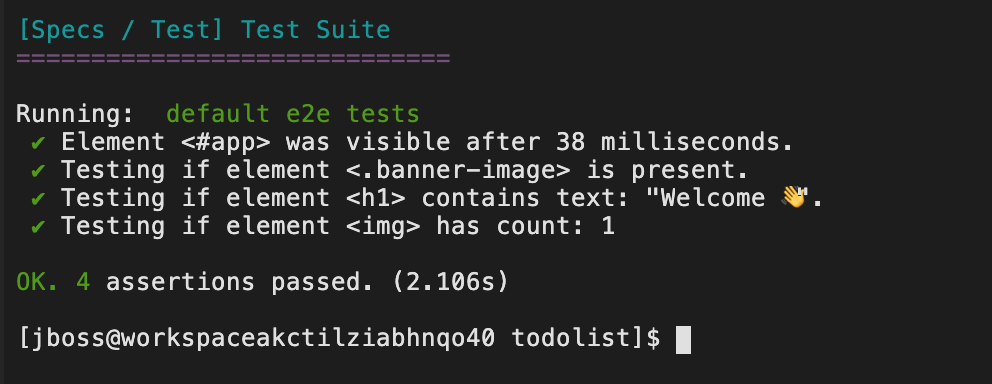 [Specs / Test] Test Suite
=============================
Running:  default e2e tests
✔ Element <#app> was visible after 38 milliseconds.
✔ Testing if element <.banner-image> is present.
✔ Testing if element <h1> contains text: "Welcome 👋".
✔ Testing if element <img> has count: 1
OK. 4 assertions passed. (2.106s)
[jboss@workspaceakctilziabhnqo40 todolist]$